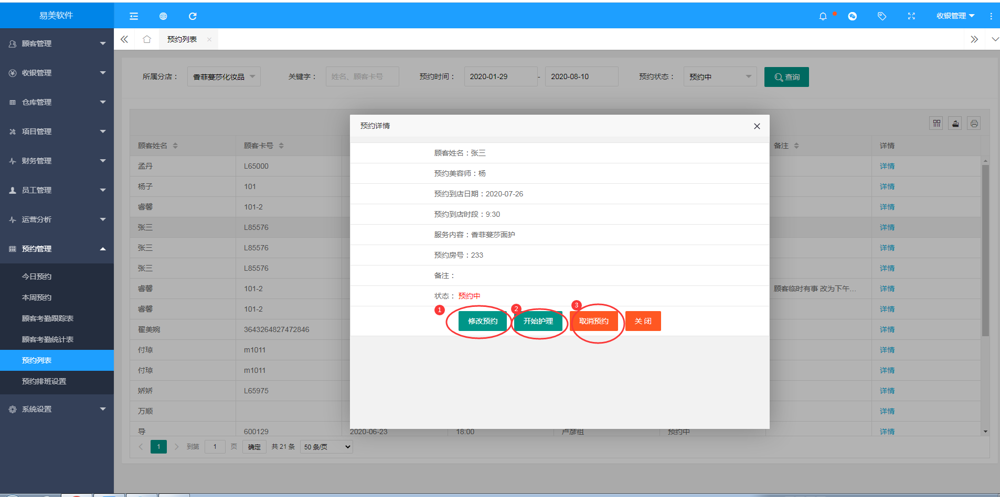 易美软件
收银管理
顾客管理
收银管理
仓库管理
项目管理
财务管理
员工管理
运营分析
预约管理
今日预约
本周预约
顾客考勤跟踪表
顾客考勤统计表
预约列表
预约排班设置
系统设置
预约列表
所属分店： 香菲蔓莎化妆品 关键字： 姓名、顾客卡号 预约时间： 2020-01-29 - 2020-08-10 预约状态： 预约中 查询
顾客姓名 顾客卡号 备注 详情
孟丹 L65000 详情
杨子 101 详情
睿馨 101-2 详情
张三 L85576 详情
张三 L85576 详情
张三 L85576 详情
睿馨 101-2 顾客临时有事 改为下午... 详情
睿馨 101-2 详情
翟美婉 3643264827472846 详情
付琼 m1011 详情
付琼 m1011 详情
娇娇 L65975 详情
万顺 详情
导 600129 2020-06-23 18:00 卢彦祖 预约中 详情
1 到第 1 页 确定 共 21 条 50 条/页
预约详情
顾客姓名：张三
预约美容师：杨
预约到店日期：2020-07-26
预约到店时段：9:30
服务内容：香菲蔓莎面护
预约房号：233
备注：
状态： 预约中
1 2 3
修改预约 开始护理 取消预约 关 闭